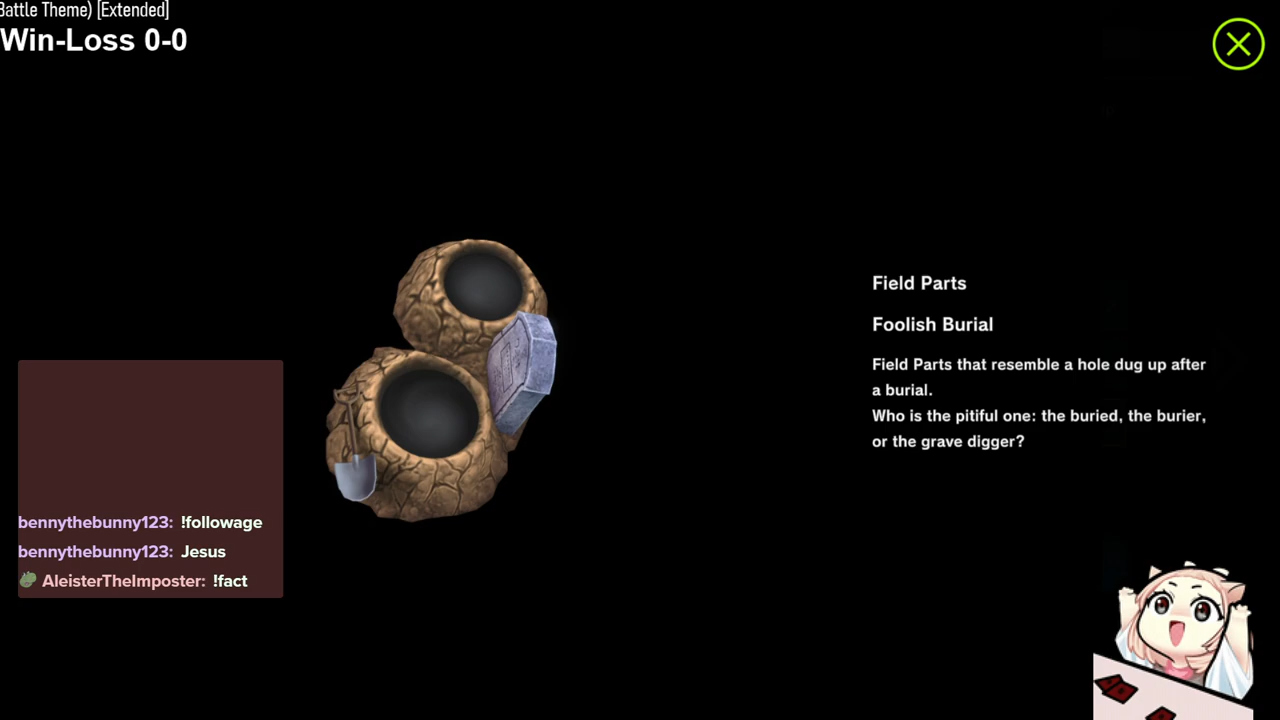 Battle Theme) [Extended]
Win-Loss 0-0
Field Parts
Foolish Burial
Field Parts that resemble a hole dug up after
a burial.
Who is the pitiful one: the buried, the burier,
or the grave digger?
bennythebunny123: !followage
bennythebunny123: Jesus
AleisterTheImposter: !fact